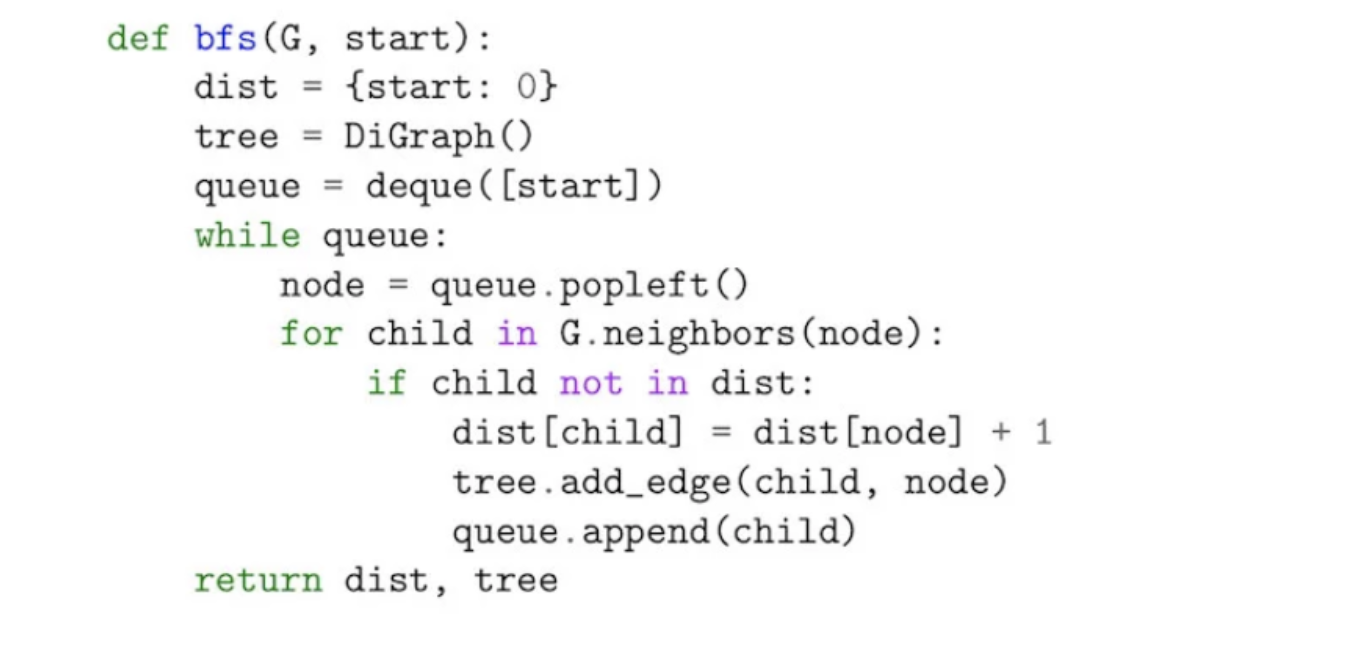 def bfs(G, start):
    dist = {start: 0}
    tree = DiGraph()
    queue = deque([start])
    while queue:
        node = queue.popleft()
        for child in G.neighbors(node):
            if child not in dist:
                dist[child] = dist[node] + 1
                tree.add_edge(child, node)
                queue.append(child)
    return dist, tree